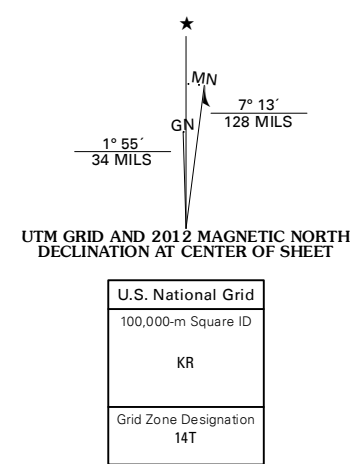 MN
GN
7° 13´
128 MILS
1° 55´
34 MILS
UTM GRID AND 2012 MAGNETIC NORTH
DECLINATION AT CENTER OF SHEET
U.S. National Grid
100,000-m Square ID
KR
Grid Zone Designation
14T